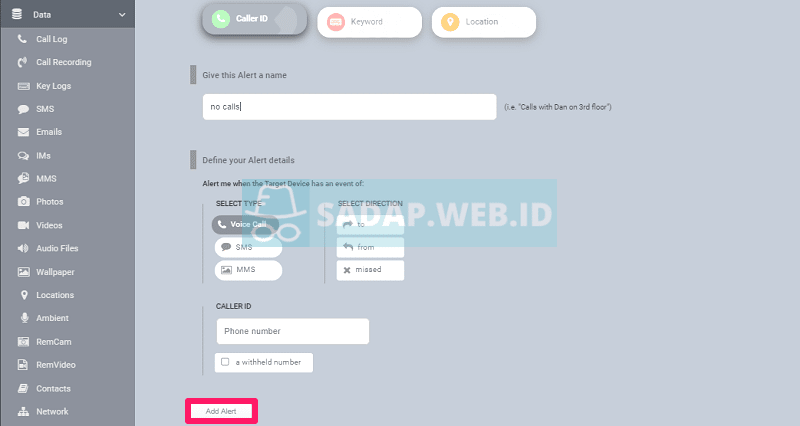 Data
Call Log
Call Recording
Key Logs
SMS
Emails
IMs
MMS
Photos
Videos
Audio Files
Wallpaper
Locations
Ambient
RemCam
RemVideo
Contacts
Network
Caller ID
Keyword
Location
Give this Alert a name
no calls
(i.e. "Calls with Dan on 3rd floor")
Define your Alert details
Alert me when the Target Device has an event of:
SELECT TYPE
Voice Call
SMS
MMS
SELECT DIRECTION
to
from
missed
SADAP.WEB.ID
CALLER ID
Phone number
a withheld number
Add Alert